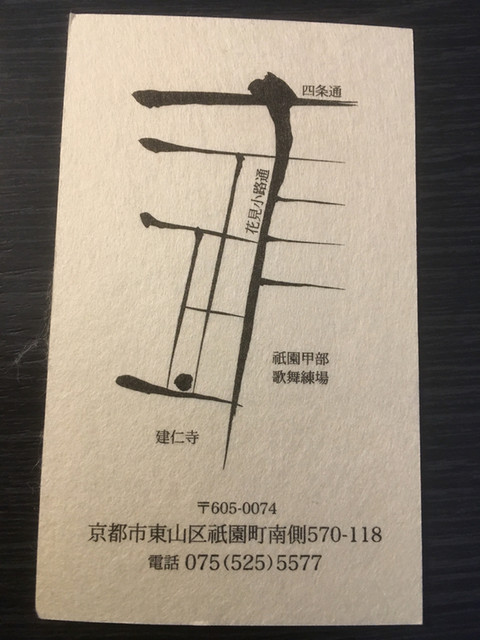 四条通
花見小路通
祇園甲部
歌舞練場
建仁寺
〒605-0074
京都市東山区祇園町南側570-118
電話 075(525)5577